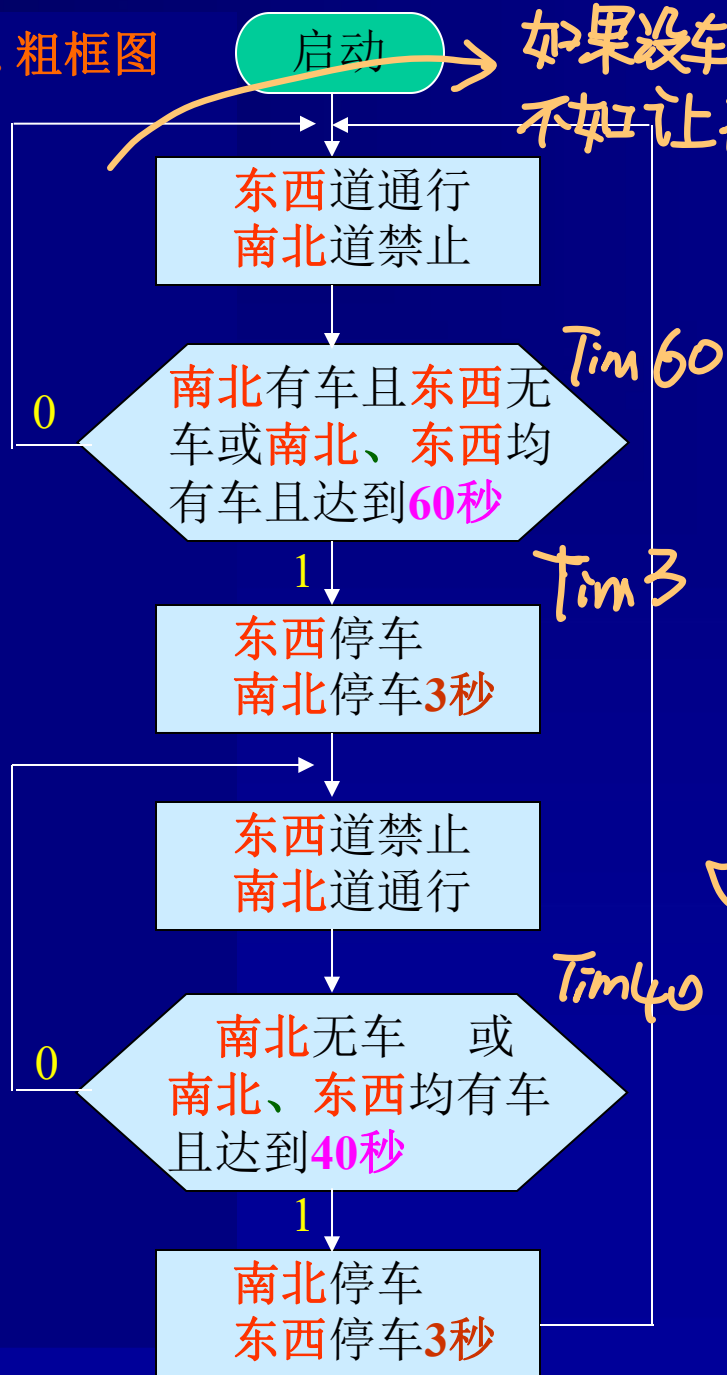 粗框图
启动
如果没车
不如让
东西道通行
南北道禁止
Tim 60
南北有车且东西无
车或南北、东西均
有车且达到60秒
0
1
Tim 3
东西停车
南北停车3秒
东西道禁止
南北道通行
Tim40
南北无车 或
南北、东西均有车
且达到40秒
0
1
南北停车
东西停车3秒